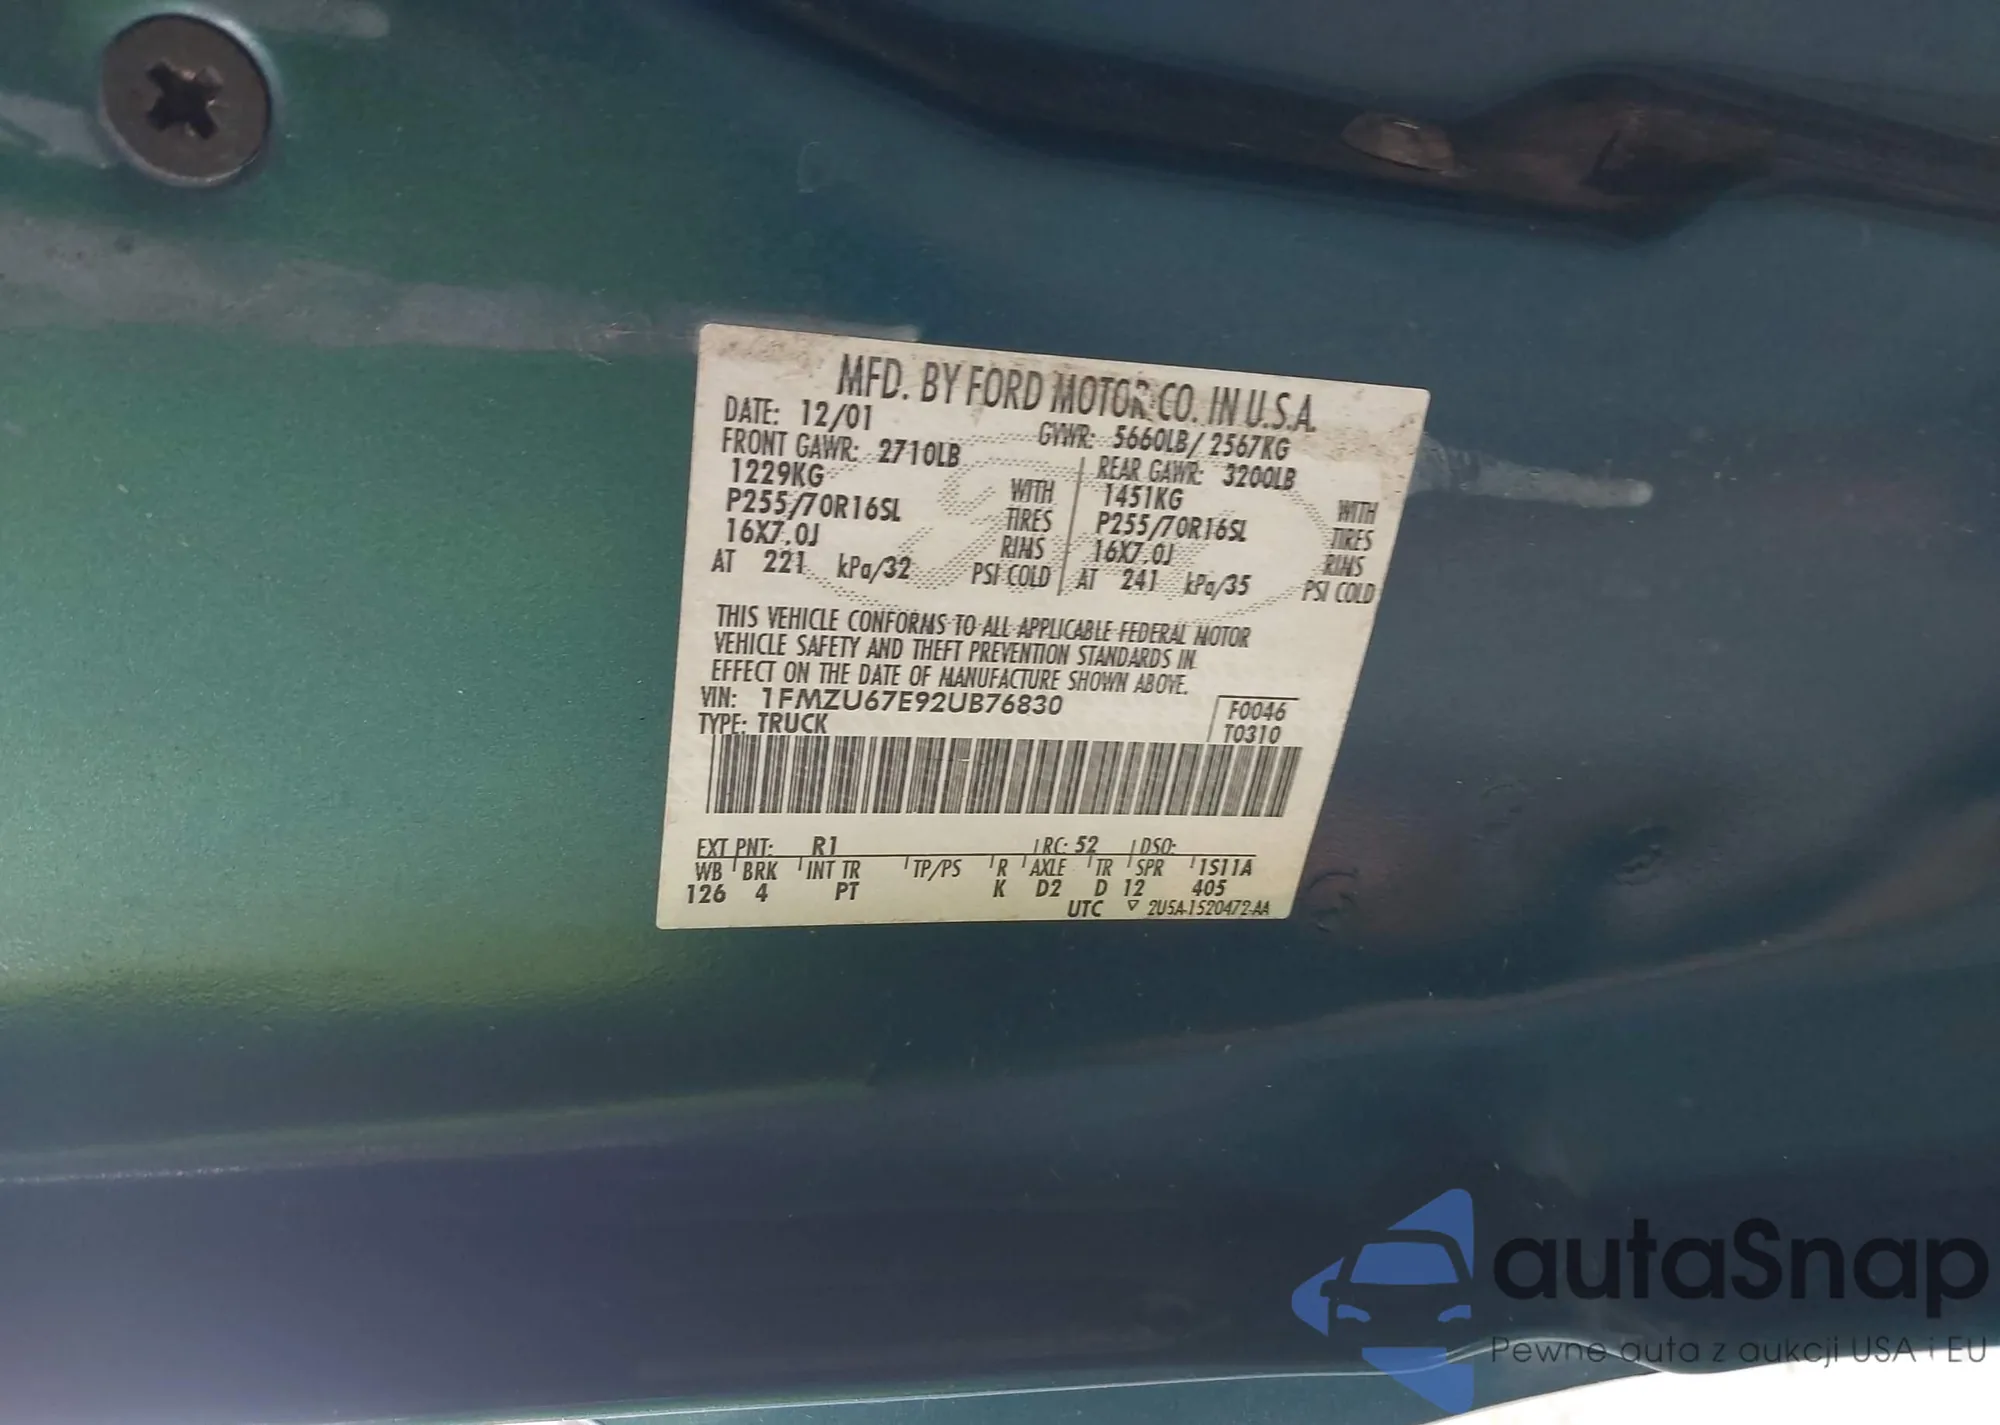 MFD. BY FORD MOTOR CO. IN U.S.A.
DATE: 12/01 GVWR: 5660LB/ 2567KG
FRONT GAWR: 2710LB REAR GAWR: 3200LB
1229KG WITH 1451KG WITH
P255/70R16SL TIRES P255/70R16SL TIRES
16X7.0J RIMS 16X7.0J RIMS
AT 221 kPa/32 PSI COLD AT 241 kPa/35 PSI COLD
THIS VEHICLE CONFORMS TO ALL APPLICABLE FEDERAL MOTOR
VEHICLE SAFETY AND THEFT PREVENTION STANDARDS IN
EFFECT ON THE DATE OF MANUFACTURE SHOWN ABOVE.
VIN: 1FMZU67E92UB76830 F0046
TYPE: TRUCK T0310
EXT PNT: R1 RC: 52 DSO:
WB BRK INT TR TP/PS R AXLE TR SPR 1S11A
126 4 PT K D2 D 12 405
UTC 2U5A-1520472-AA
autaSnap
Pewne auta z aukcji USA i EU